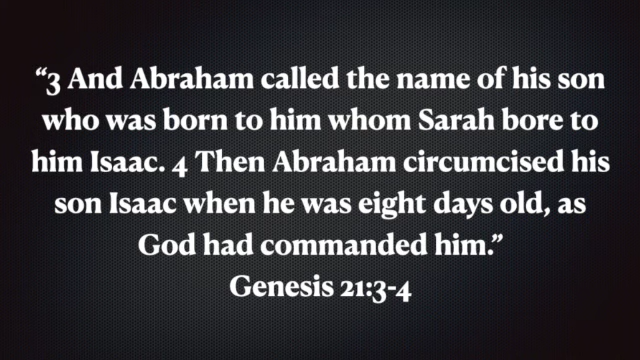 “3 And Abraham called the name of his son
who was born to him whom Sarah bore to
him Isaac. 4 Then Abraham circumcised his
son Isaac when he was eight days old, as
God had commanded him.”
Genesis 21:3-4